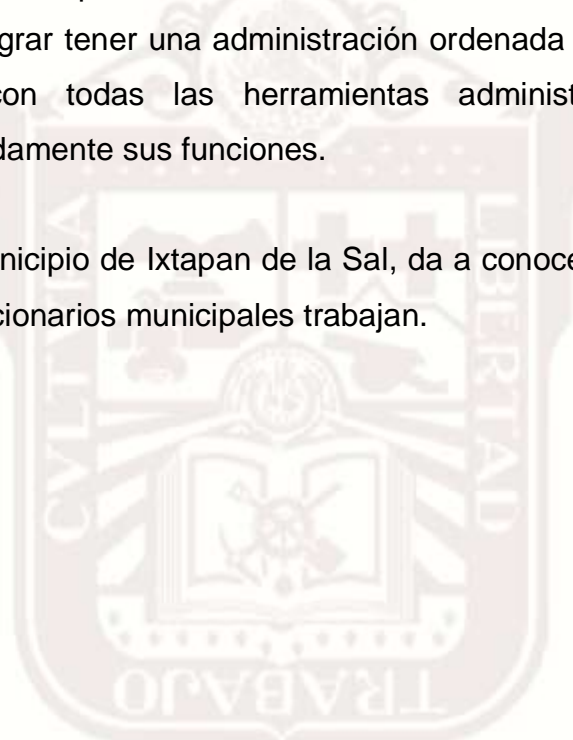 grar tener una administración ordenada
con todas las herramientas administ
damente sus funciones.
nicipio de Ixtapan de la Sal, da a conoce
cionarios municipales trabajan.
CVLTVRA
LIBERTAD
TRABAJO